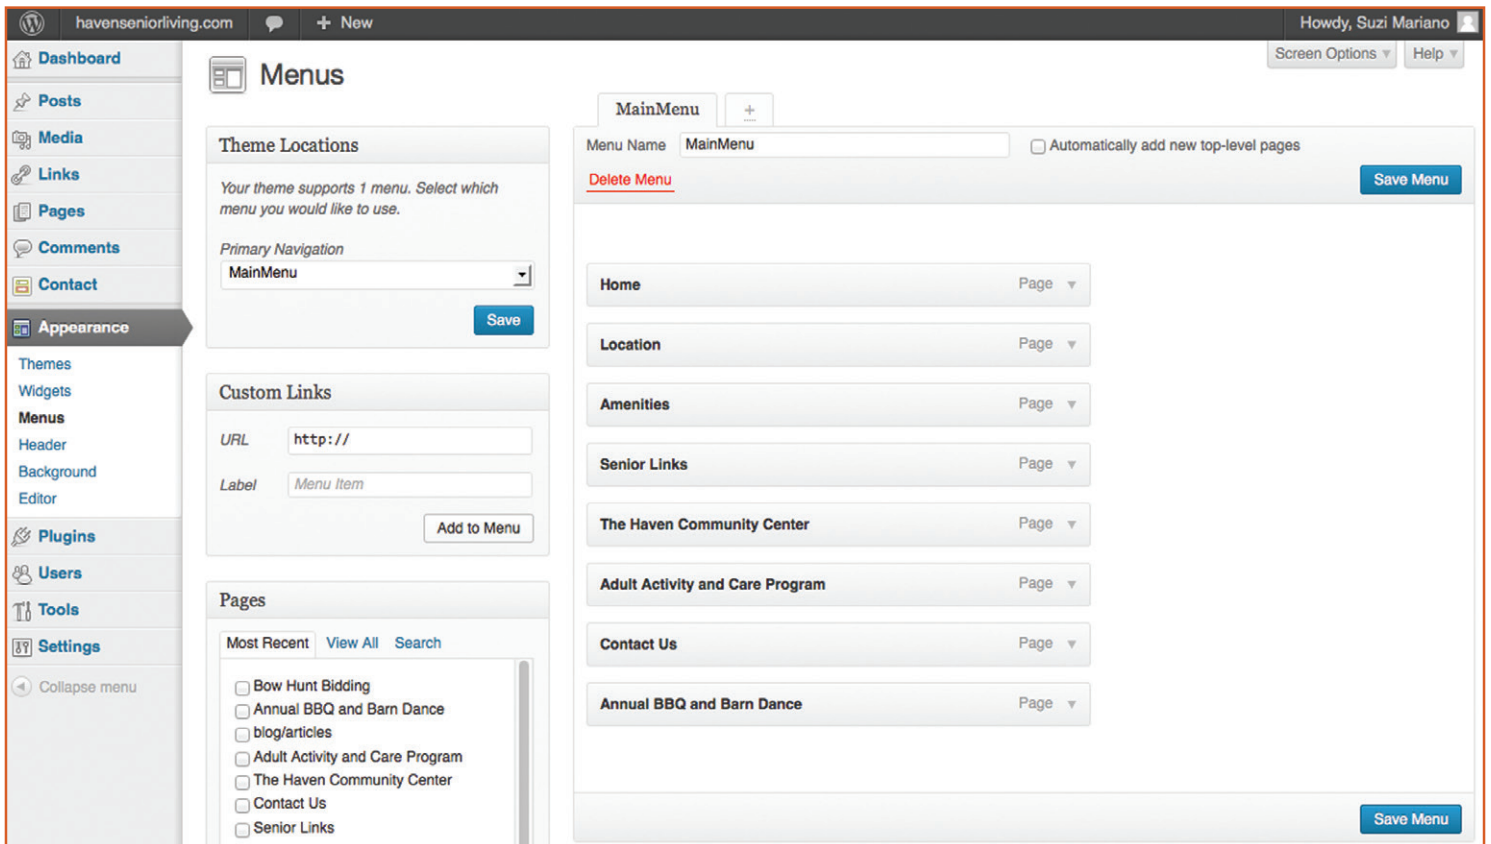 havenseniorliving.com + New Howdy, Suzi Mariano
Screen Options Help
Dashboard
Posts
Media
Links
Pages
Comments
Contact
Appearance
Themes
Widgets
Menus
Header
Background
Editor
Plugins
Users
Tools
Settings
Collapse menu
Menus
Theme Locations
Your theme supports 1 menu. Select which
menu you would like to use.
Primary Navigation
MainMenu
Save
Custom Links
URL http://
Label Menu Item
Add to Menu
Pages
Most Recent View All Search
Bow Hunt Bidding
Annual BBQ and Barn Dance
blog/articles
Adult Activity and Care Program
The Haven Community Center
Contact Us
Senior Links
MainMenu +
Menu Name MainMenu Automatically add new top-level pages
Delete Menu Save Menu
Home Page
Location Page
Amenities Page
Senior Links Page
The Haven Community Center Page
Adult Activity and Care Program Page
Contact Us Page
Annual BBQ and Barn Dance Page
Save Menu